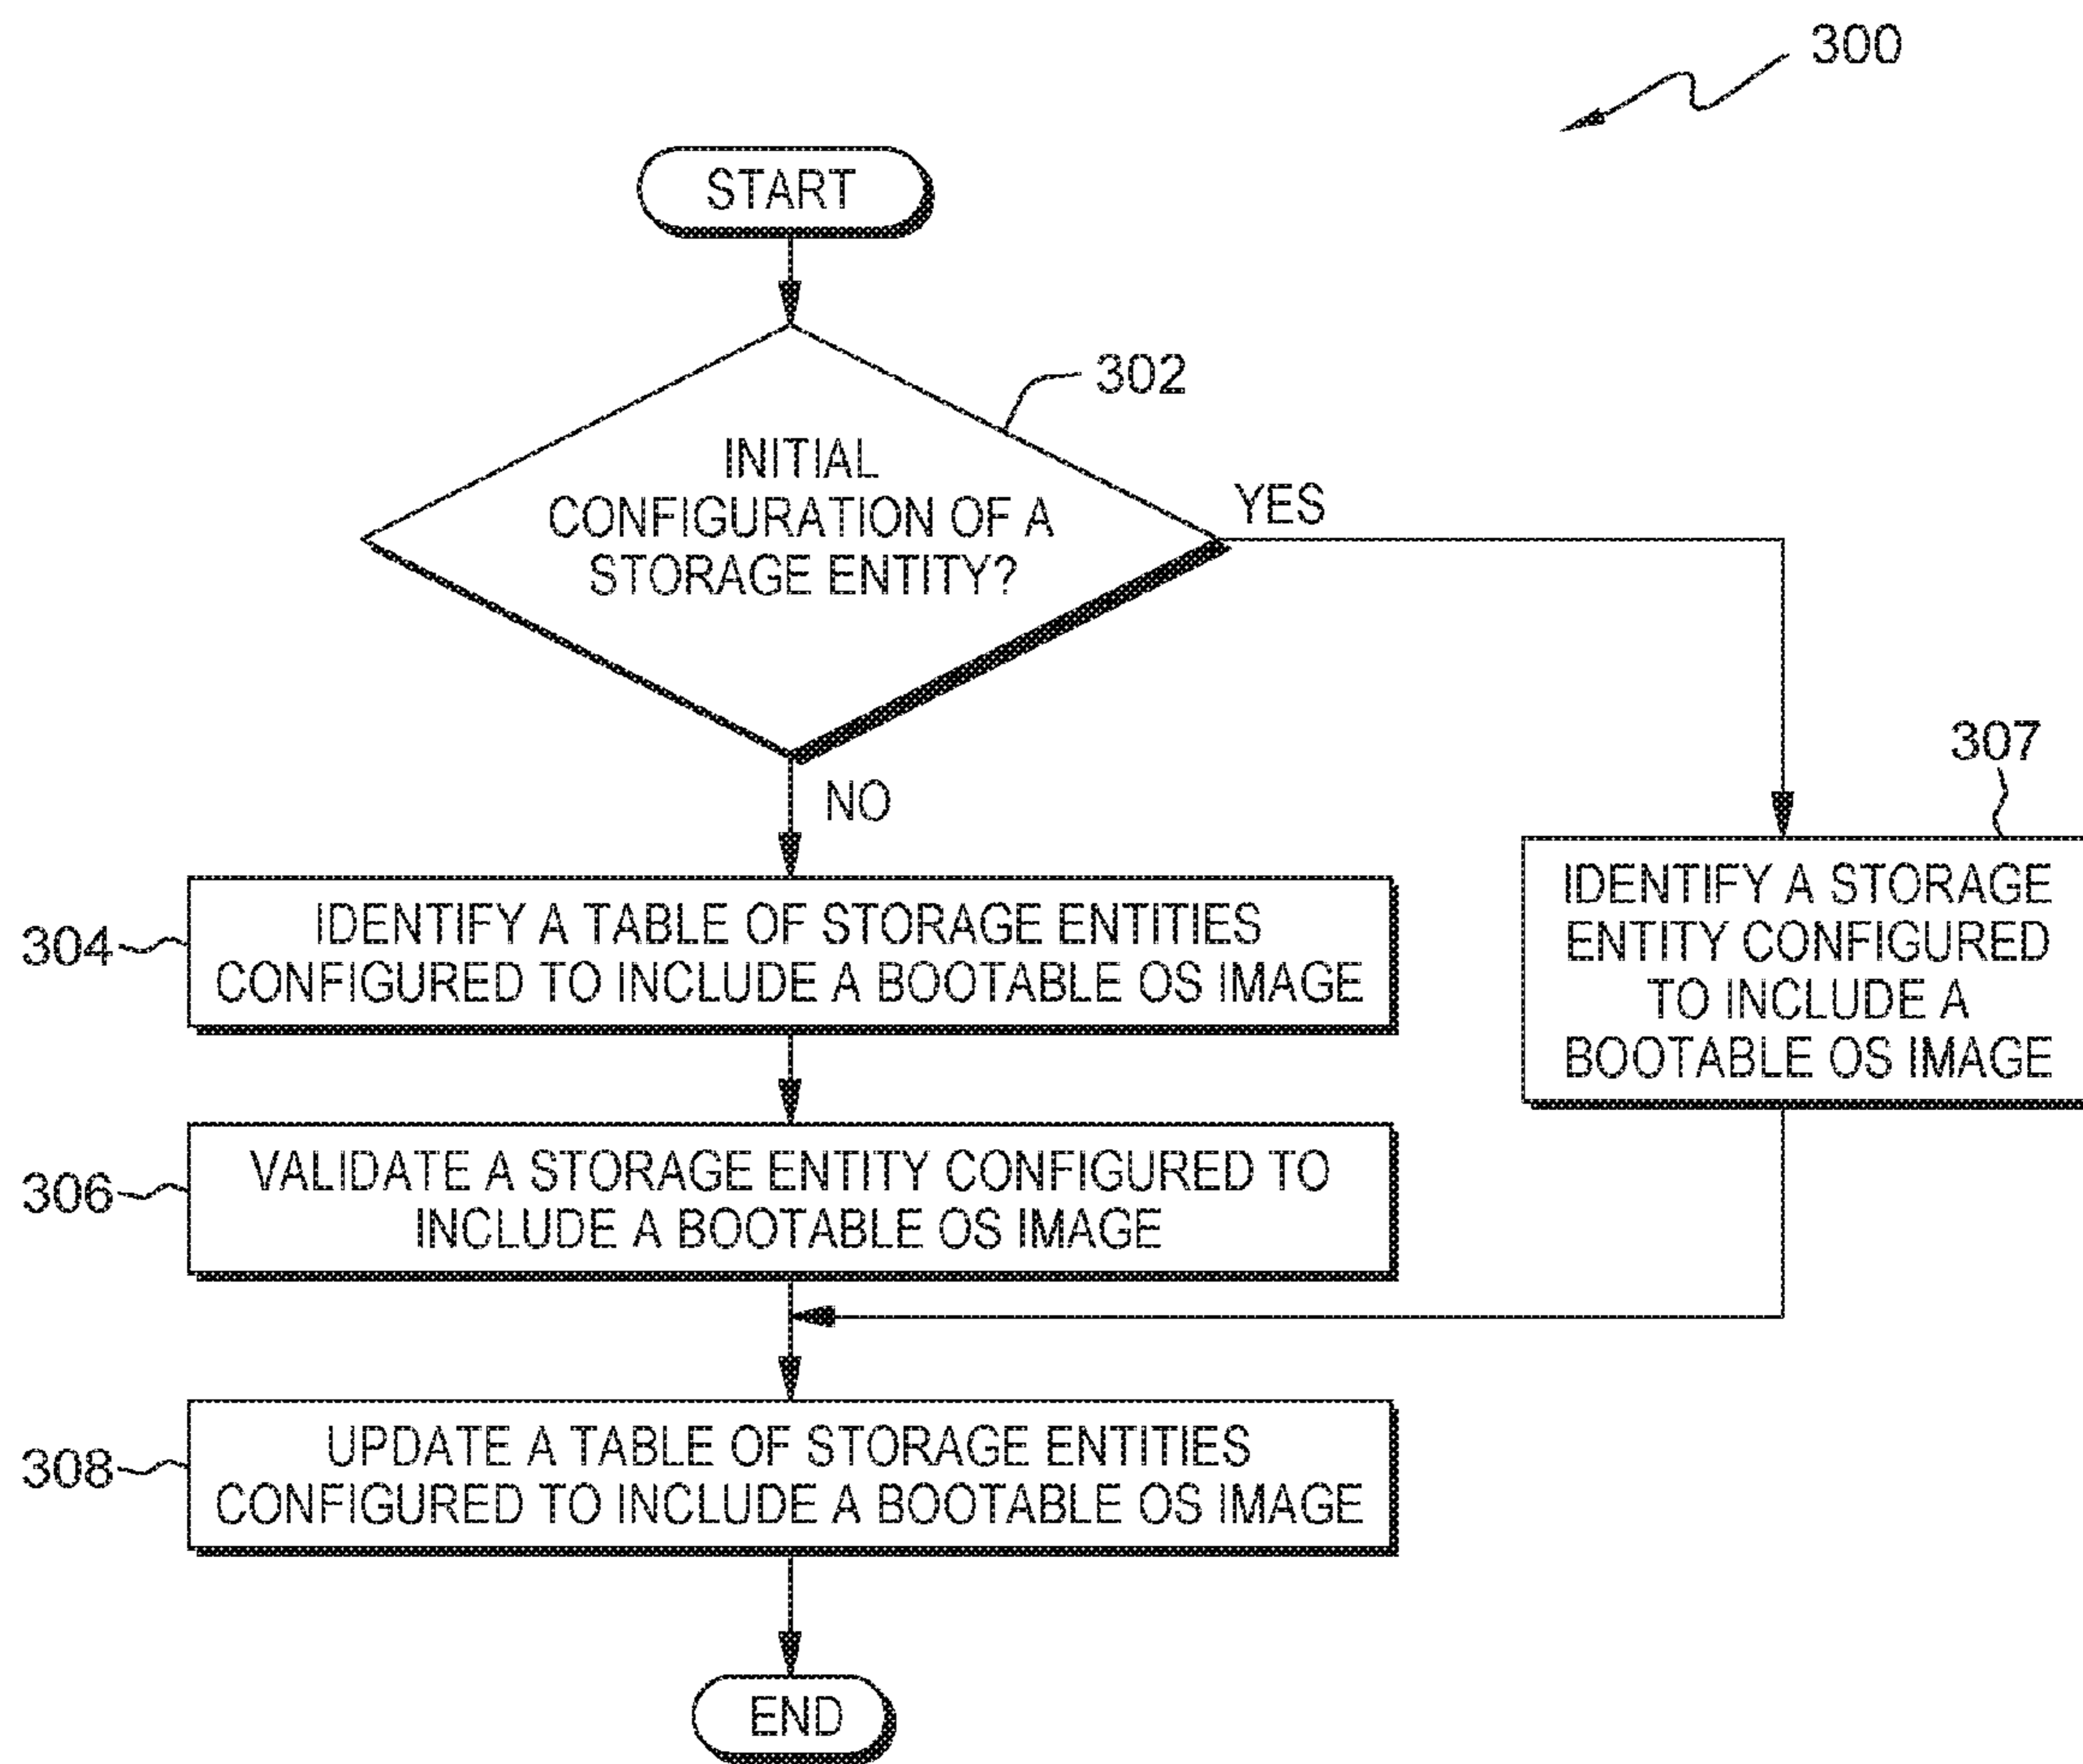 300
START
302
INITIAL
CONFIGURATION OF A
STORAGE ENTITY?
YES
NO
307
IDENTIFY A STORAGE
ENTITY CONFIGURED
TO INCLUDE A
BOOTABLE OS IMAGE
304
IDENTIFY A TABLE OF STORAGE ENTITIES
CONFIGURED TO INCLUDE A BOOTABLE OS IMAGE
306
VALIDATE A STORAGE ENTITY CONFIGURED TO
INCLUDE A BOOTABLE OS IMAGE
308
UPDATE A TABLE OF STORAGE ENTITIES
CONFIGURED TO INCLUDE A BOOTABLE OS IMAGE
END